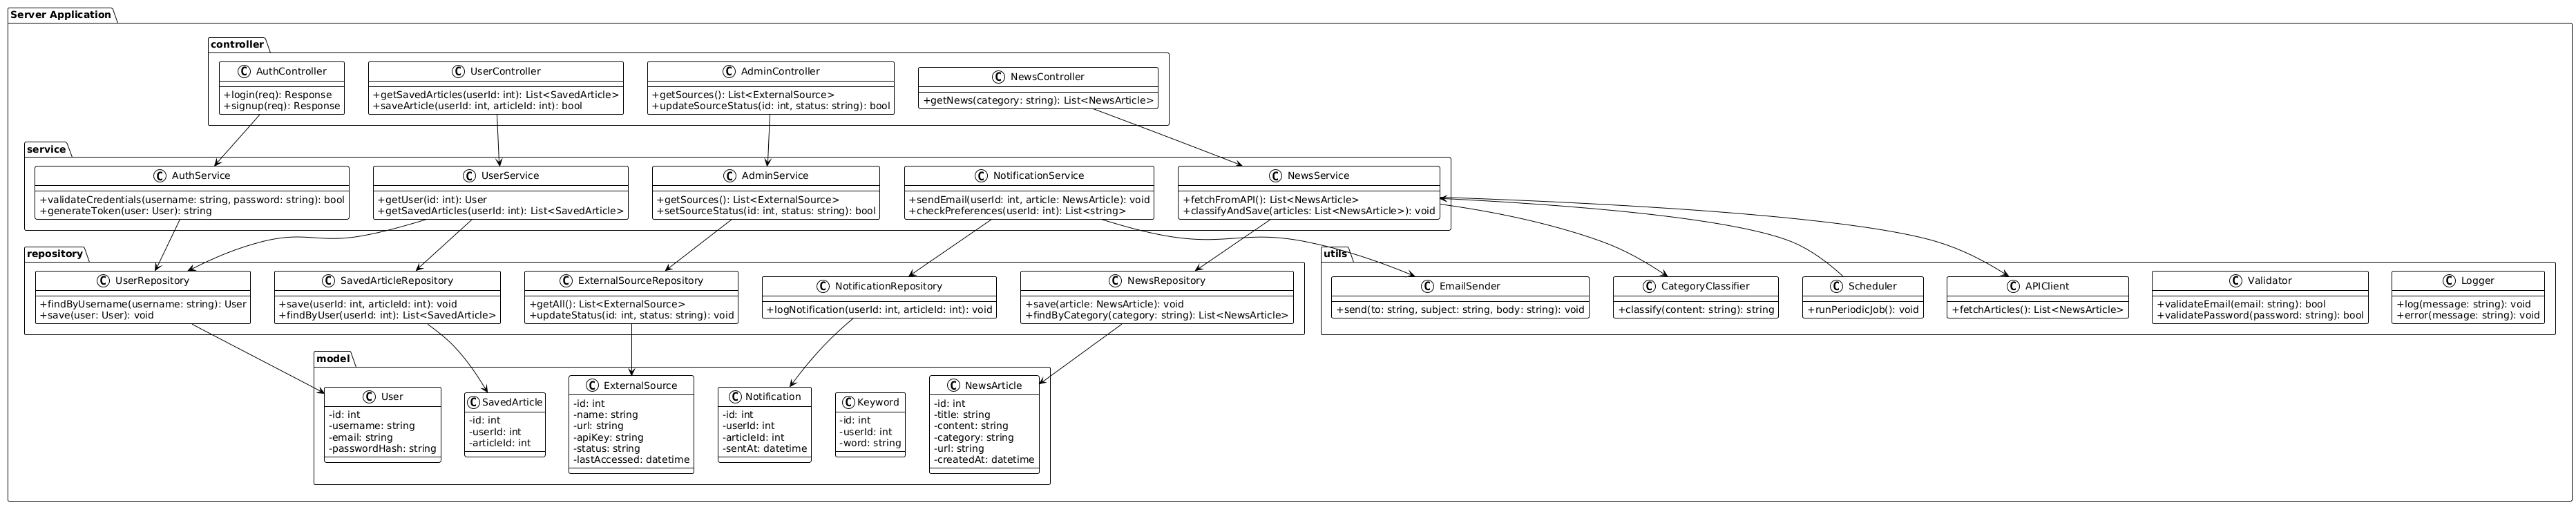 Server Application
controller
C AuthController
+login(req): Response
+signup(req): Response
C UserController
+getSavedArticles(userId: int): List<SavedArticle>
+saveArticle(userId: int, articleId: int): bool
C AdminController
+getSources(): List<ExternalSource>
+updateSourceStatus(id: int, status: string): bool
C NewsController
+getNews(category: string): List<NewsArticle>
service
C AuthService
+validateCredentials(username: string, password: string): bool
+generateToken(user: User): string
C UserService
+getUser(id: int): User
+getSavedArticles(userId: int): List<SavedArticle>
C AdminService
+getSources(): List<ExternalSource>
+setSourceStatus(id: int, status: string): bool
C NotificationService
+sendEmail(userId: int, article: NewsArticle): void
+checkPreferences(userId: int): List<string>
C NewsService
+fetchFromAPI(): List<NewsArticle>
+classifyAndSave(articles: List<NewsArticle>): void
repository
C UserRepository
+findByUsername(username: string): User
+save(user: User): void
C SavedArticleRepository
+save(userId: int, articleId: int): void
+findByUser(userId: int): List<SavedArticle>
C ExternalSourceRepository
+getAll(): List<ExternalSource>
+updateStatus(id: int, status: string): void
C NotificationRepository
+logNotification(userId: int, articleId: int): void
C NewsRepository
+save(article: NewsArticle): void
+findByCategory(category: string): List<NewsArticle>
utils
C EmailSender
+send(to: string, subject: string, body: string): void
C CategoryClassifier
+classify(content: string): string
C Scheduler
+runPeriodicJob(): void
C APIClient
+fetchArticles(): List<NewsArticle>
C Validator
+validateEmail(email: string): bool
+validatePassword(password: string): bool
C Logger
+log(message: string): void
+error(message: string): void
model
C User
-id: int
-username: string
-email: string
-passwordHash: string
C SavedArticle
-id: int
-userId: int
-articleId: int
C ExternalSource
-id: int
-name: string
-url: string
-apiKey: string
-status: string
-lastAccessed: datetime
C Notification
-id: int
-userId: int
-articleId: int
-sentAt: datetime
C Keyword
-id: int
-userId: int
-word: string
C NewsArticle
-id: int
-title: string
-content: string
-category: string
-url: string
-createdAt: datetime